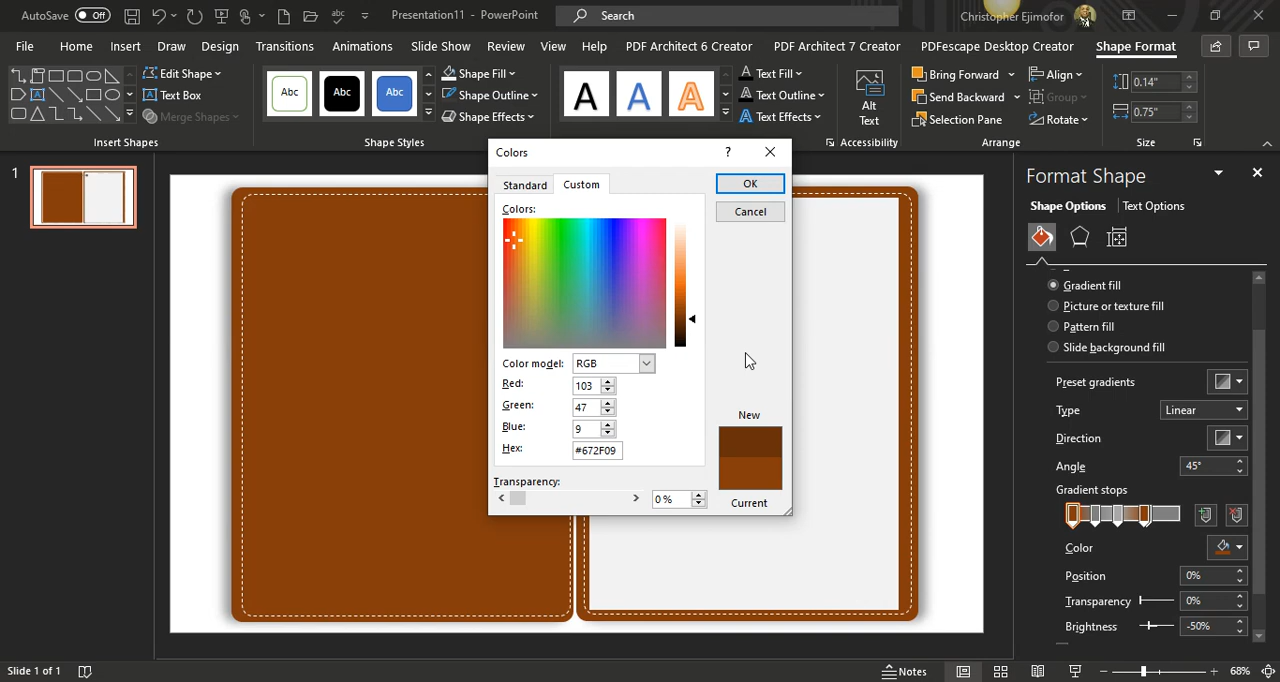 AutoSave Off Presentation11 - PowerPoint Search Christopher Ejimofor
File Home Insert Draw Design Transitions Animations Slide Show Review View Help PDF Architect 6 Creator PDF Architect 7 Creator PDFescape Desktop Creator Shape Format
Edit Shape
Text Box
Merge Shapes
Insert Shapes
Abc Abc Abc
Shape Fill
Shape Outline
Shape Effects
Shape Styles
A A A
Text Fill
Text Outline
Text Effects
Alt
Text
Accessibility
Bring Forward
Send Backward
Selection Pane
Align
Group
Rotate
Arrange
0.14"
0.75"
Size
1
Colors
?
Standard Custom
OK
Cancel
Colors:
Color model: RGB
Red: 103
Green: 47
Blue: 9
Hex: #672F09
Transparency:
0 %
New
Current
Format Shape
Shape Options Text Options
Gradient fill
Picture or texture fill
Pattern fill
Slide background fill
Preset gradients
Type Linear
Direction
Angle 45°
Gradient stops
Color
Position 0%
Transparency 0%
Brightness -50%
Slide 1 of 1
Notes
68%